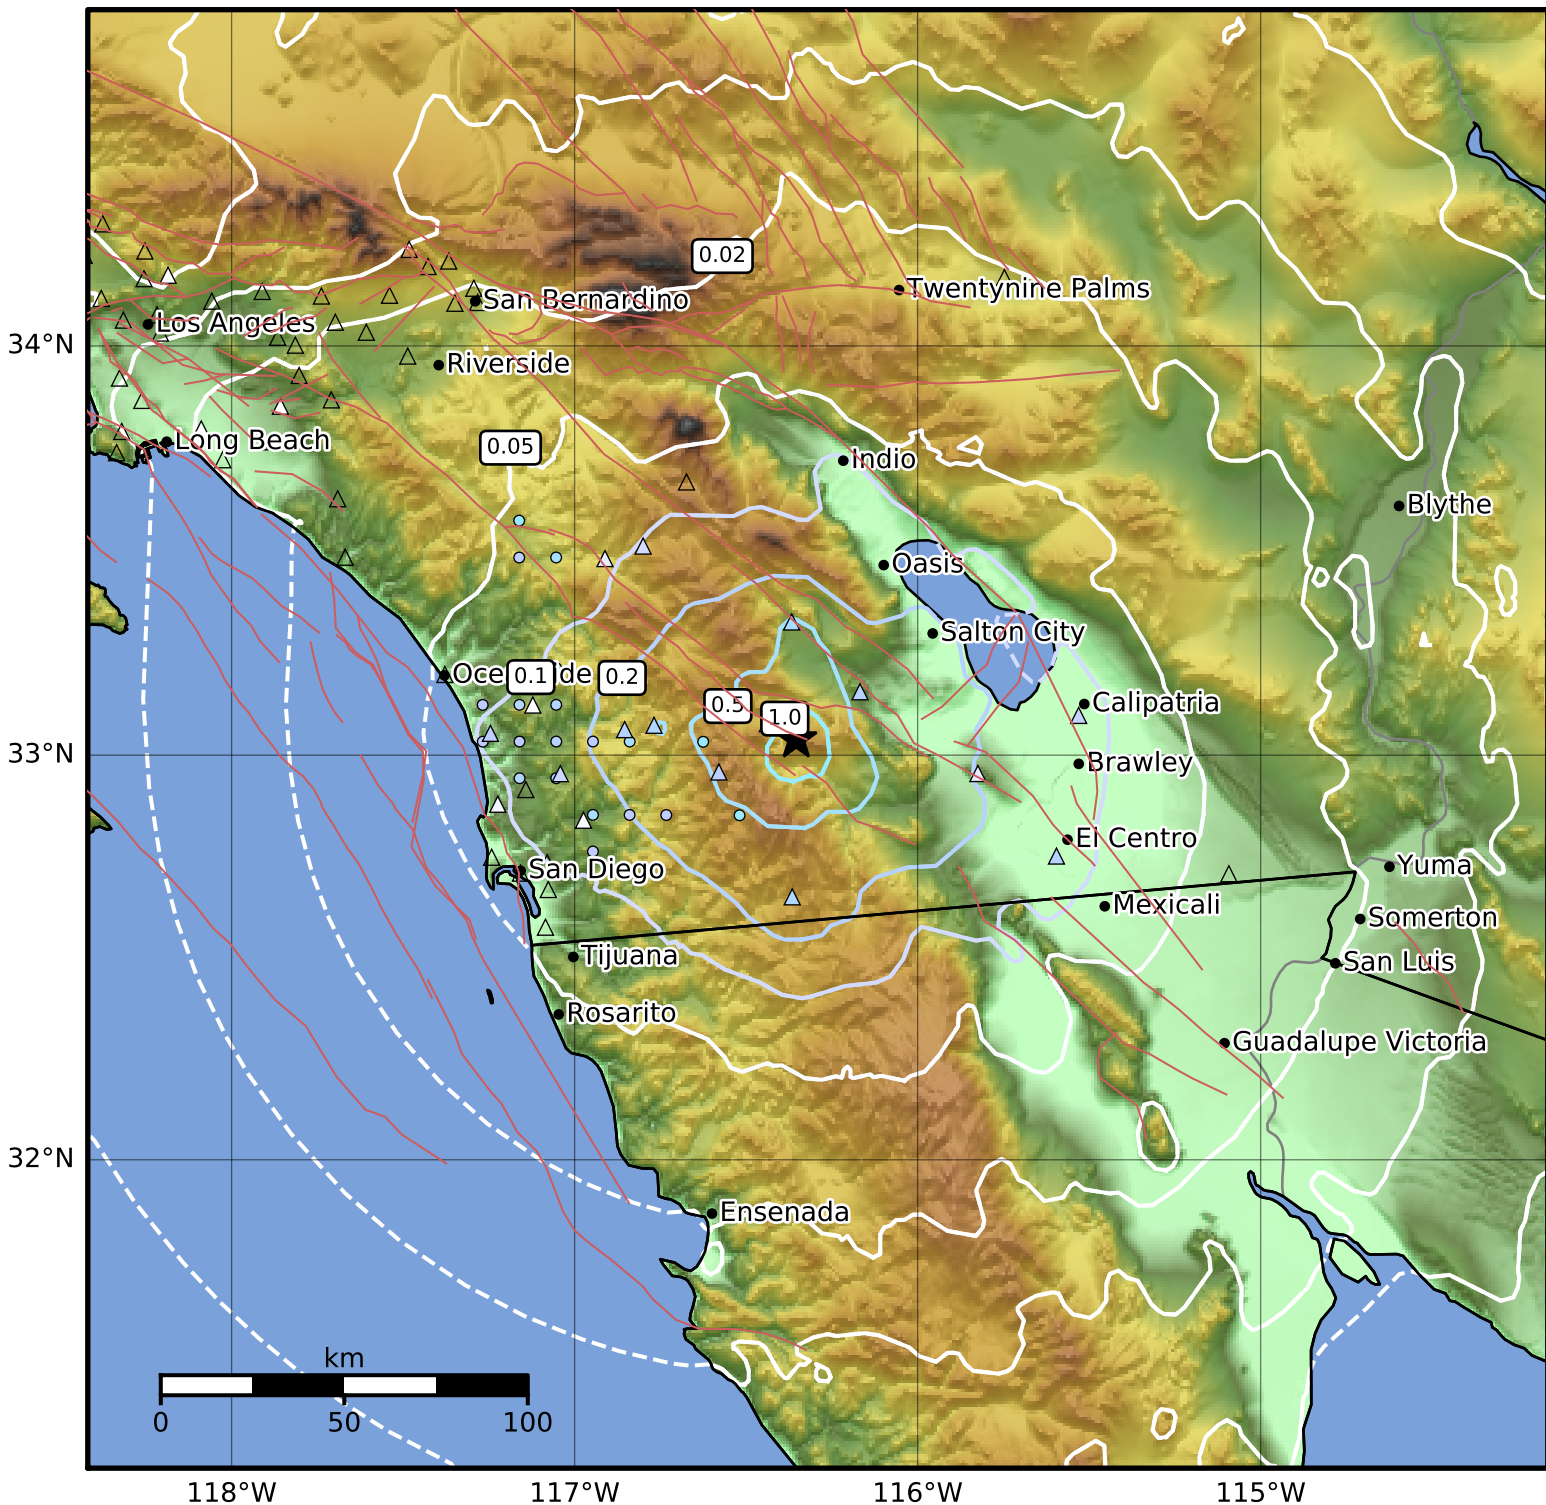 0.02
Twentynine Palms
San Bernardino
Los Angeles
34°N
Riverside
Long Beach
0.05
Indio
Blythe
Oasis
Salton City
Oce
ide
0.1
0.2
0.5
1.0
Calipatria
33°N
Brawley
El Centro
San Diego
Yuma
Mexicali
Somerton
Tijuana
San Luis
Rosarito
Guadalupe Victoria
32°N
Ensenada
km
0
50
100
118°W
117°W
116°W
115°W